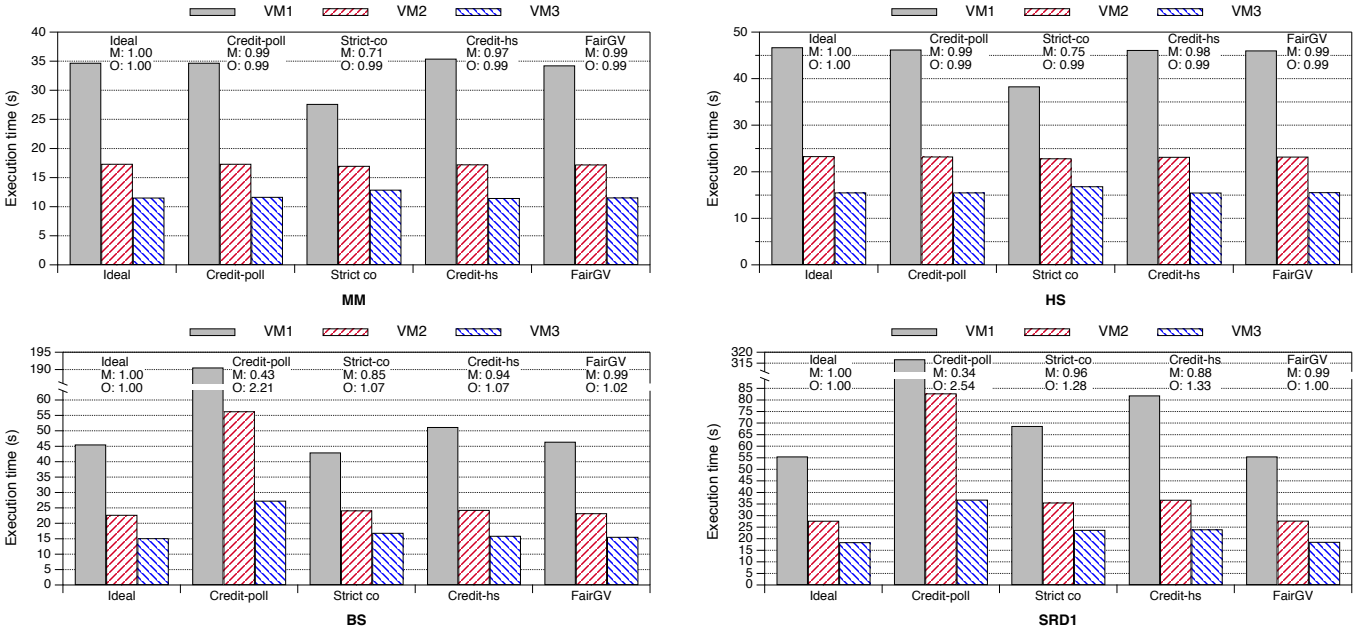 VM1 VM2 VM3
40
35
30
25
20
15
10
5
0
Execution time (s)
Ideal
M: 1.00
O: 1.00
Credit-poll
M: 0.99
O: 0.99
Strict-co
M: 0.71
O: 0.99
Credit-hs
M: 0.97
O: 0.99
FairGV
M: 0.99
O: 0.99
Ideal Credit-poll Strict co Credit-hs FairGV
MM
VM1 VM2 VM3
50
40
30
20
10
0
Execution time (s)
Ideal
M: 1.00
O: 1.00
Credit-poll
M: 0.99
O: 0.99
Strict-co
M: 0.75
O: 0.99
Credit-hs
M: 0.98
O: 0.99
FairGV
M: 0.99
O: 0.99
Ideal Credit-poll Strict co Credit-hs FairGV
HS
VM1 VM2 VM3
195
190
60
55
50
45
40
35
30
25
20
15
10
5
0
Execution time (s)
Ideal
M: 1.00
O: 1.00
Credit-poll
M: 0.43
O: 2.21
Strict-co
M: 0.85
O: 1.07
Credit-hs
M: 0.94
O: 1.07
FairGV
M: 0.99
O: 1.02
Ideal Credit-poll Strict co Credit-hs FairGV
BS
VM1 VM2 VM3
320
315
85
80
75
70
65
60
55
50
45
40
35
30
25
20
15
10
5
0
Execution time (s)
Ideal
M: 1.00
O: 1.00
Credit-poll
M: 0.34
O: 2.54
Strict-co
M: 0.96
O: 1.28
Credit-hs
M: 0.88
O: 1.33
FairGV
M: 0.99
O: 1.00
Ideal Credit-poll Strict co Credit-hs FairGV
SRD1